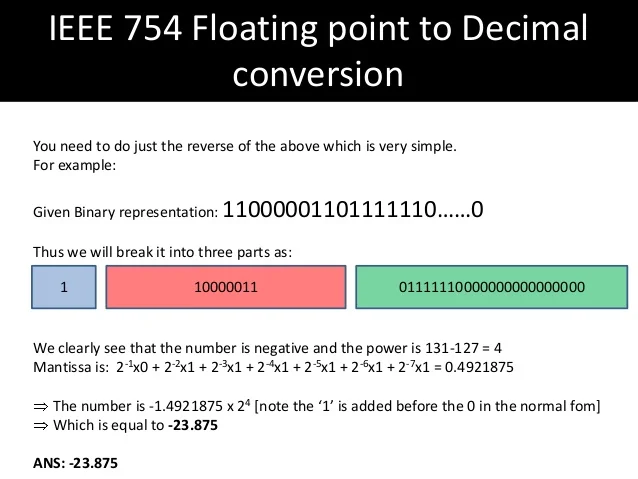 IEEE 754 Floating point to Decimal
conversion
You need to do just the reverse of the above which is very simple.
For example:
Given Binary representation: 11000001101111110......0
Thus we will break it into three parts as:
1 10000011 01111110000000000000000
We clearly see that the number is negative and the power is 131-127 = 4
Mantissa is: 2⁻¹x0 + 2⁻²x1 + 2⁻³x1 + 2⁻⁴x1 + 2⁻⁵x1 + 2⁻⁶x1 + 2⁻⁷x1 = 0.4921875
⇒ The number is -1.4921875 x 2⁴ [note the ‘1’ is added before the 0 in the normal fom]
⇒ Which is equal to -23.875
ANS: -23.875